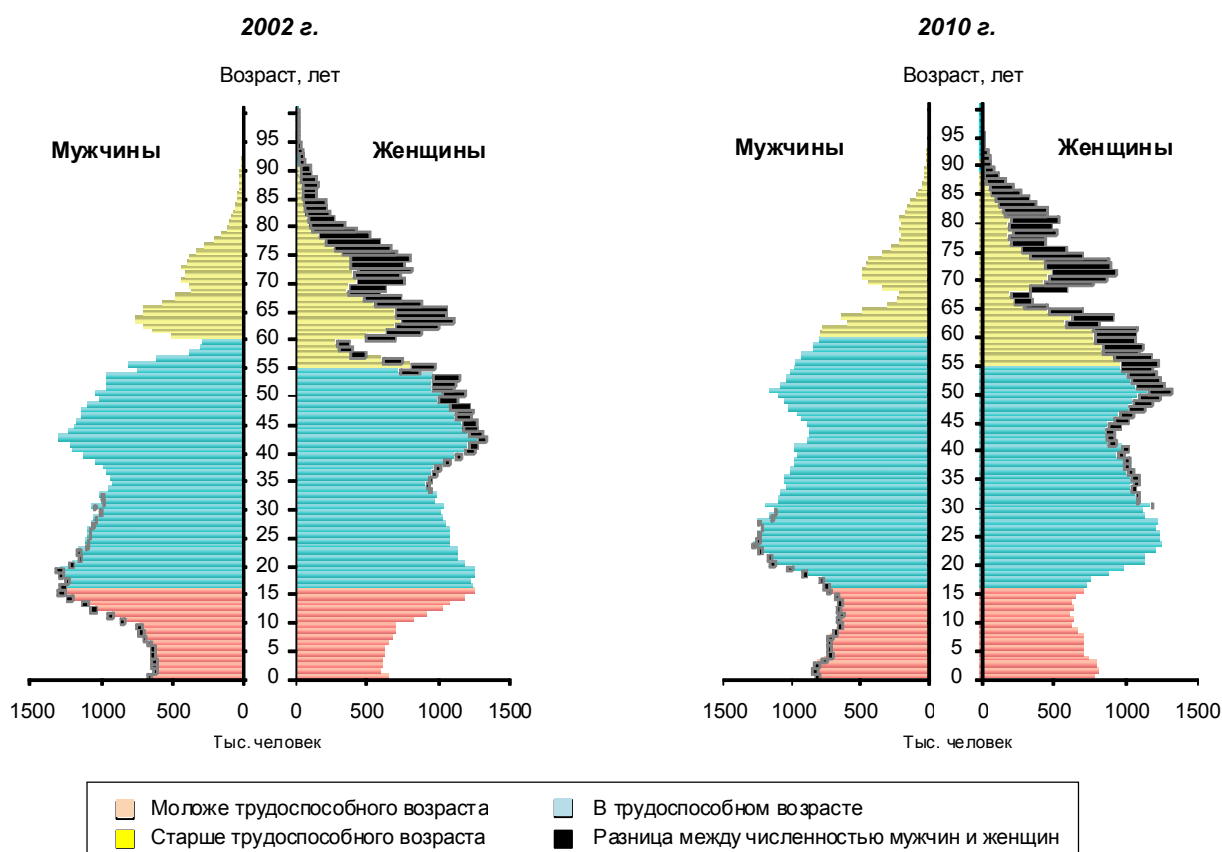 2002 г.
2010 г.
Возраст, лет
Возраст, лет
Мужчины
Женщины
Мужчины
Женщины
95
90
85
80
75
70
65
60
55
50
45
40
35
30
25
20
15
10
5
0
95
90
85
80
75
70
65
60
55
50
45
40
35
30
25
20
15
10
5
0
1500 1000 500 0 0 500 1000 1500
1500 1000 500 0 0 500 1000 1500
Тыс. человек
Тыс. человек
Моложе трудоспособного возраста
В трудоспособном возрасте
Старше трудоспособного возраста
Разница между численностью мужчин и женщин